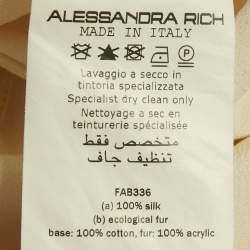 ALESSANDRA RICH
MADE IN ITALY
Lavaggio a secco in
tintoria specializzata
Specialist dry clean only
Nettoyage a sec en
teinturerie spécialisée
متخصص فقط
تنظيف جاف
FAB336
(a) 100% silk
(b) ecological fur
base: 100% cotton, fur: 100% acrylic